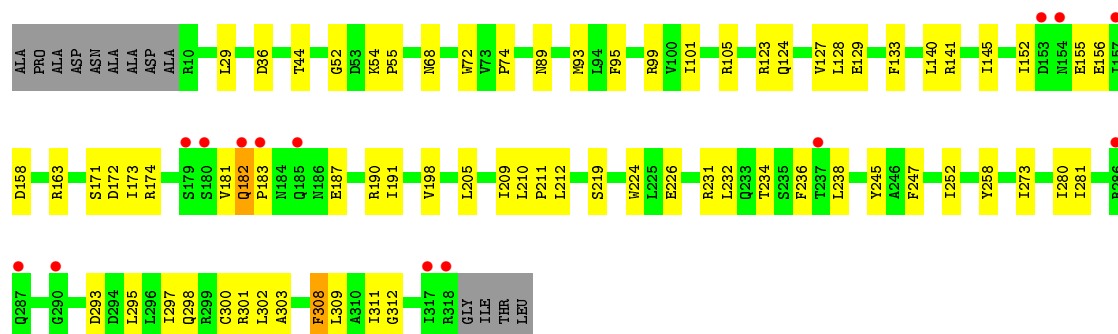 ALA PRO ALA ASP ASN ALA ALA ASP ALA R10 L29 D36 T44 G52 D53 K54 P55 N68 W72 V73 P74 N89 M93 L94 F95 R99 V100 I101 R105 R123 Q124 V127 L128 E129 F133 L140 R141 I145 I152 D153 N154 E155 E156 I157
D158 R163 S171 D172 I173 R174 S179 S180 V181 Q182 P183 N184 Q185 N186 E187 R190 I191 V198 L205 I209 L210 P211 L212 S219 W224 L225 E226 R231 L232 Q233 T234 S235 F236 T237 L238 Y245 A246 F247 I252 Y258 I273 I280 I281
Q287 G290 D293 D294 L295 L296 I297 Q298 R299 C300 R301 L302 A303 F308 L309 A310 I311 G312 I317 R318 GLY ILE THR LEU